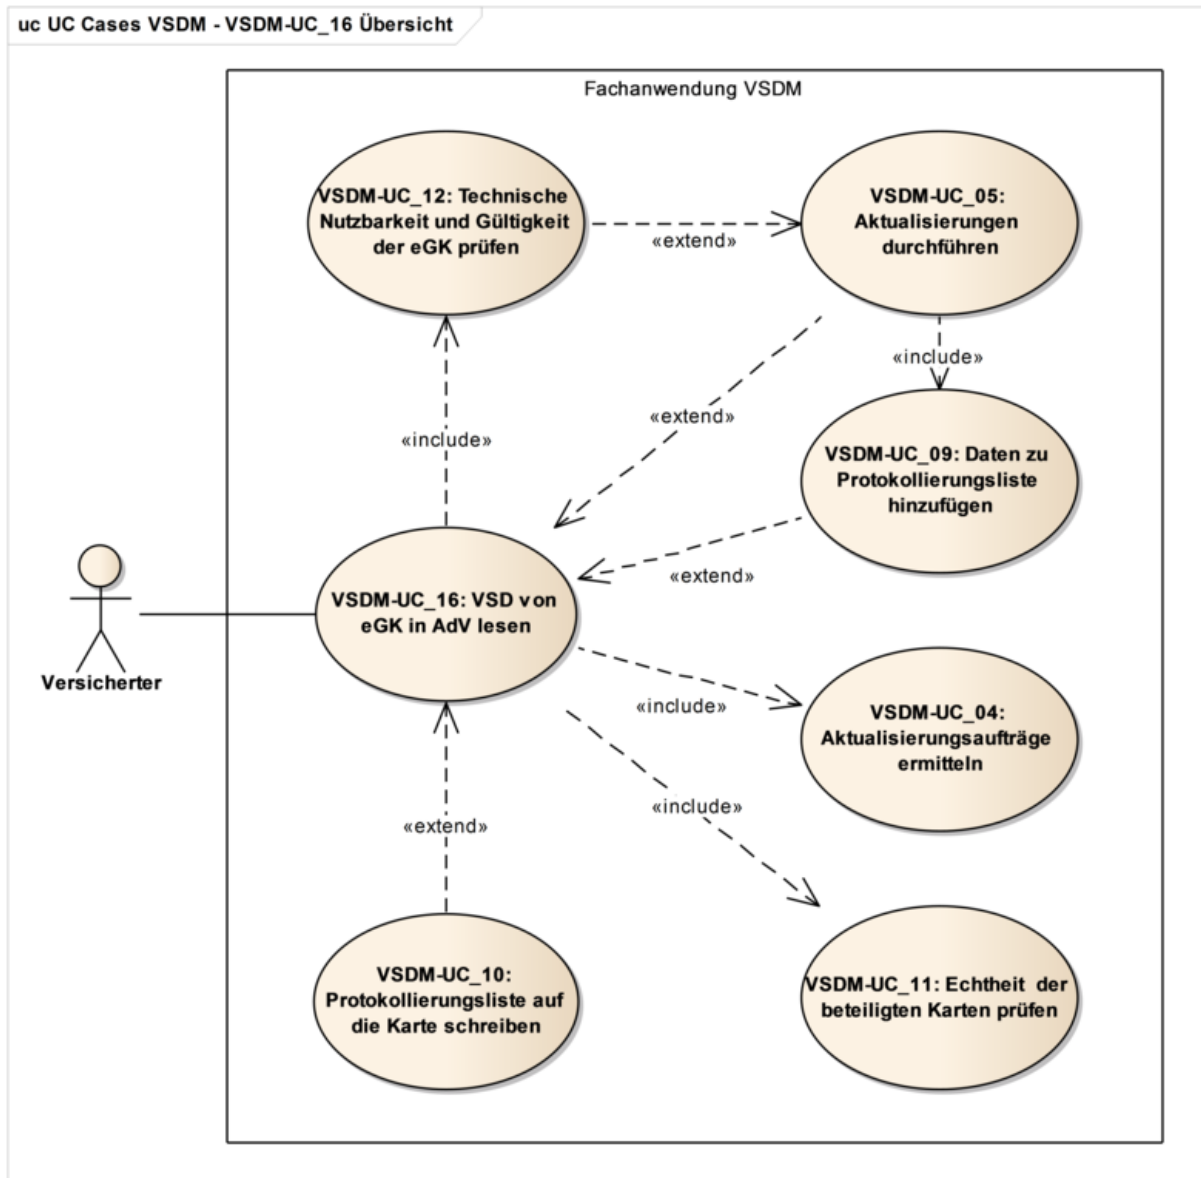 uc UC Cases VSDM - VSDM-UC_16 Übersicht
Fachanwendung VSDM
VSDM-UC_12: Technische
Nutzbarkeit und Gültigkeit
der eGK prüfen
«extend»
VSDM-UC_05:
Aktualisierungen
durchführen
«include»
«extend»
«include»
VSDM-UC_09: Daten zu
Protokollierungsliste
hinzufügen
«extend»
VSDM-UC_16: VSD von
eGK in AdV lesen
Versicherter
«include»
VSDM-UC_04:
Aktualisierungsaufträge
ermitteln
«include»
«extend»
VSDM-UC_10:
Protokollierungsliste auf
die Karte schreiben
VSDM-UC_11: Echtheit der
beteiligten Karten prüfen